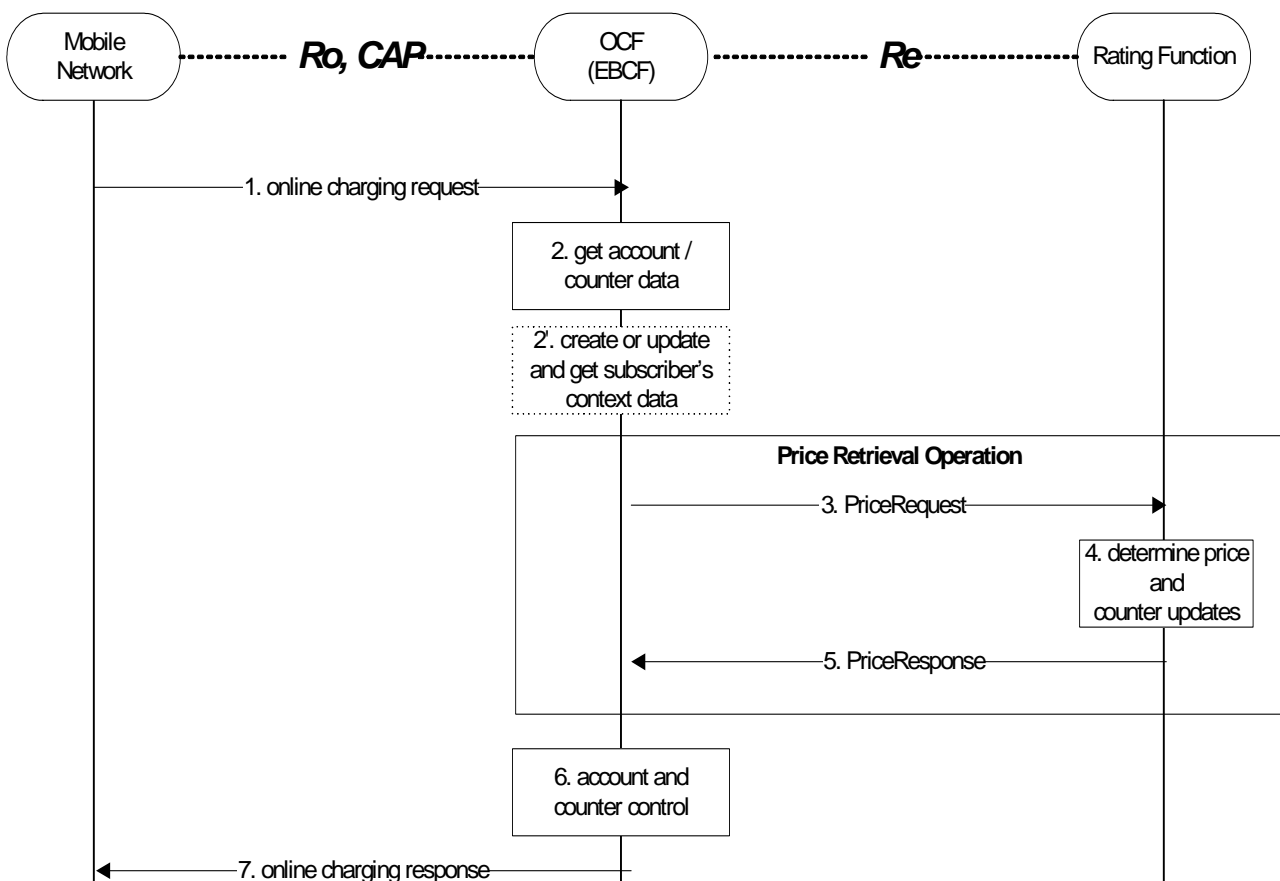 Mobile
Network
Ro, CAP
OCF
(EBCF)
Re
Rating Function
1. online charging request
2. get account /
counter data
2'. create or update
and get subscriber's
context data
Price Retrieval Operation
3. PriceRequest
4. determine price
and
counter updates
5. PriceResponse
6. account and
counter control
7. online charging response